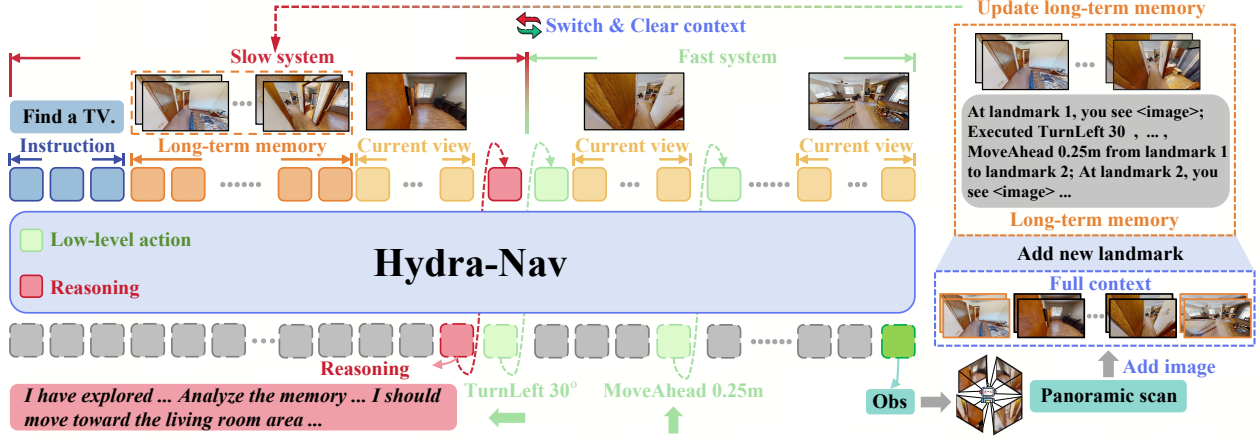 Update long-term memory
Switch & Clear context
Slow system
Fast system
Find a TV.
Instruction
Long-term memory
Current view
Current view
Current view
At landmark 1, you see <image>;
Executed TurnLeft 30 , ... ,
MoveAhead 0.25m from landmark 1
to landmark 2; At landmark 2, you
see <image> ...
Long-term memory
Low-level action
Reasoning
Hydra-Nav
Add new landmark
Full context
Reasoning
I have explored ... Analyze the memory ... I should
move toward the living room area ...
TurnLeft 30°
MoveAhead 0.25m
Obs
Panoramic scan
Add image